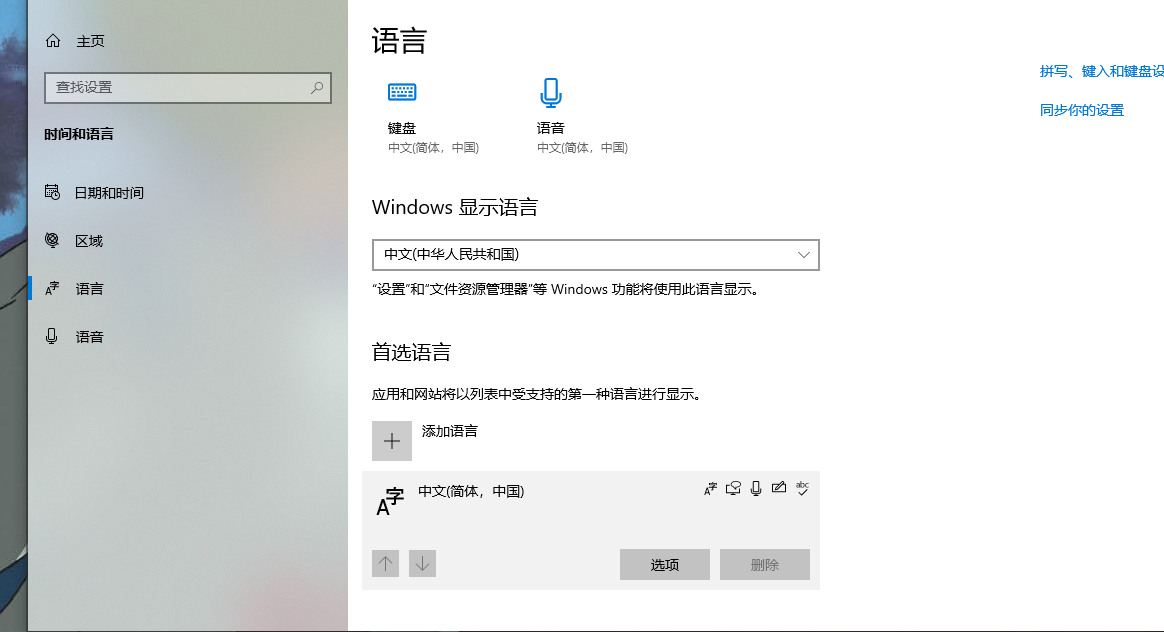 主页
查找设置
时间和语言
日期和时间
区域
语言
语音
语言
键盘
中文(简体，中国)
语音
中文(简体，中国)
Windows 显示语言
中文(中华人民共和国)
“设置”和“文件资源管理器”等 Windows 功能将使用此语言显示。
首选语言
应用和网站将以列表中受支持的第一种语言进行显示。
添加语言
A字
中文(简体，中国)
A字
abc
选项
删除
拼写、键入和键盘设
同步你的设置